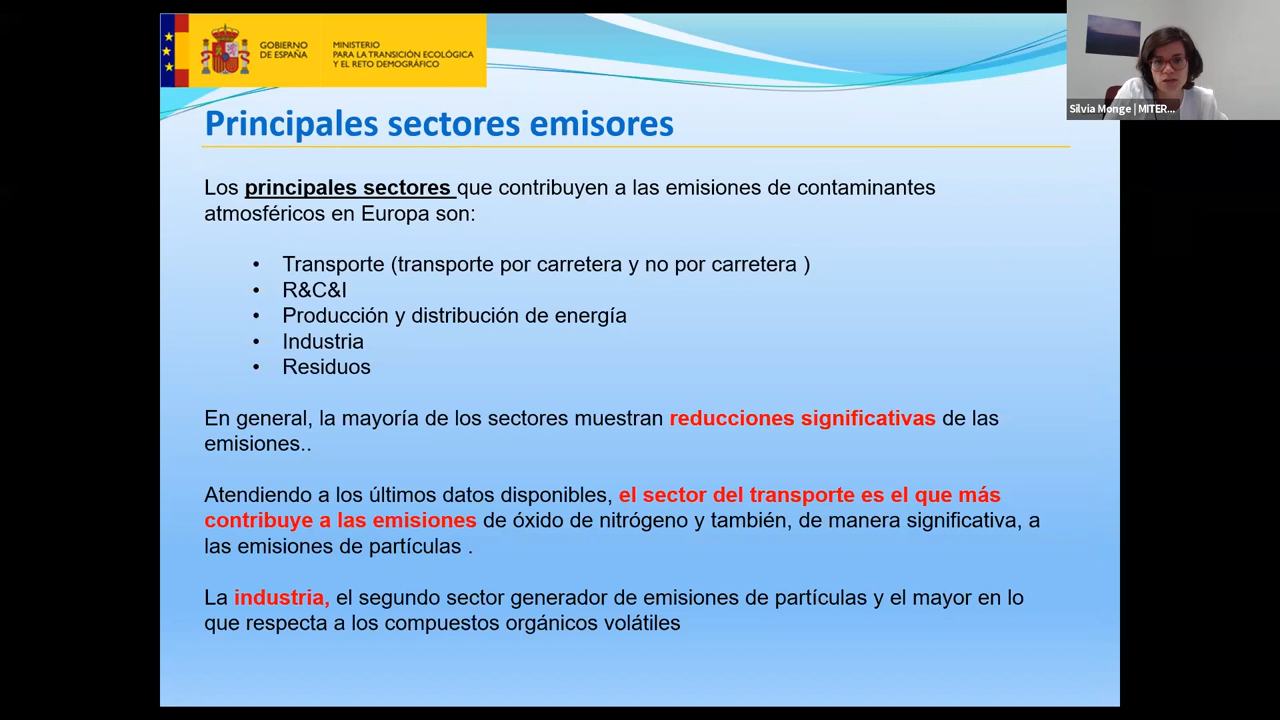 GOBIERNO
DE ESPAÑA
MINISTERIO
PARA LA TRANSICIÓN ECOLÓGICA
Y EL RETO DEMOGRÁFICO
Silvia Monge | MITER...
Principales sectores emisores
Los principales sectores que contribuyen a las emisiones de contaminantes
atmosféricos en Europa son:
• Transporte (transporte por carretera y no por carretera )
• R&C&I
• Producción y distribución de energía
• Industria
• Residuos
En general, la mayoría de los sectores muestran reducciones significativas de las
emisiones..
Atendiendo a los últimos datos disponibles, el sector del transporte es el que más
contribuye a las emisiones de óxido de nitrógeno y también, de manera significativa, a
las emisiones de partículas .
La industria, el segundo sector generador de emisiones de partículas y el mayor en lo
que respecta a los compuestos orgánicos volátiles